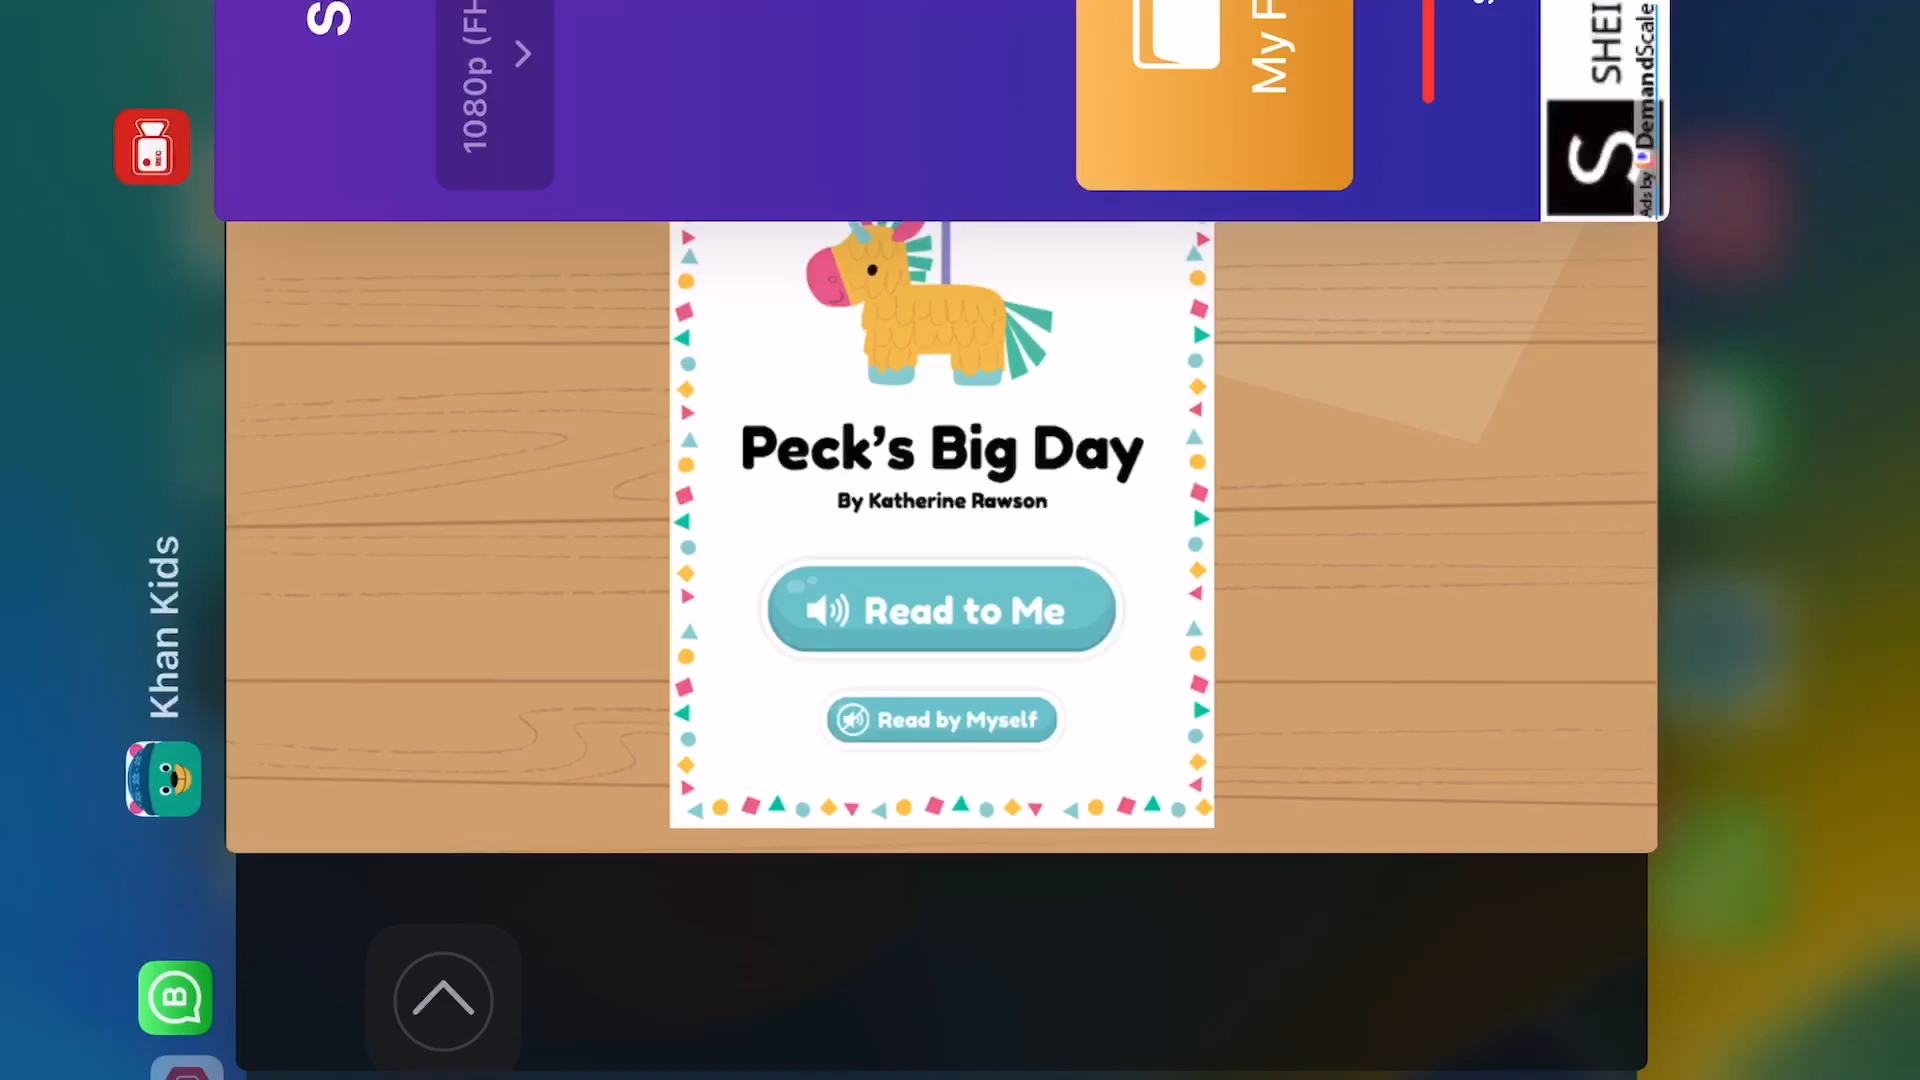 S
1080p (FH
My F
SHEI
Ads by DemandScale
S
REC
Khan Kids
Peck's Big Day
By Katherine Rawson
Read to Me
Read by Myself
B